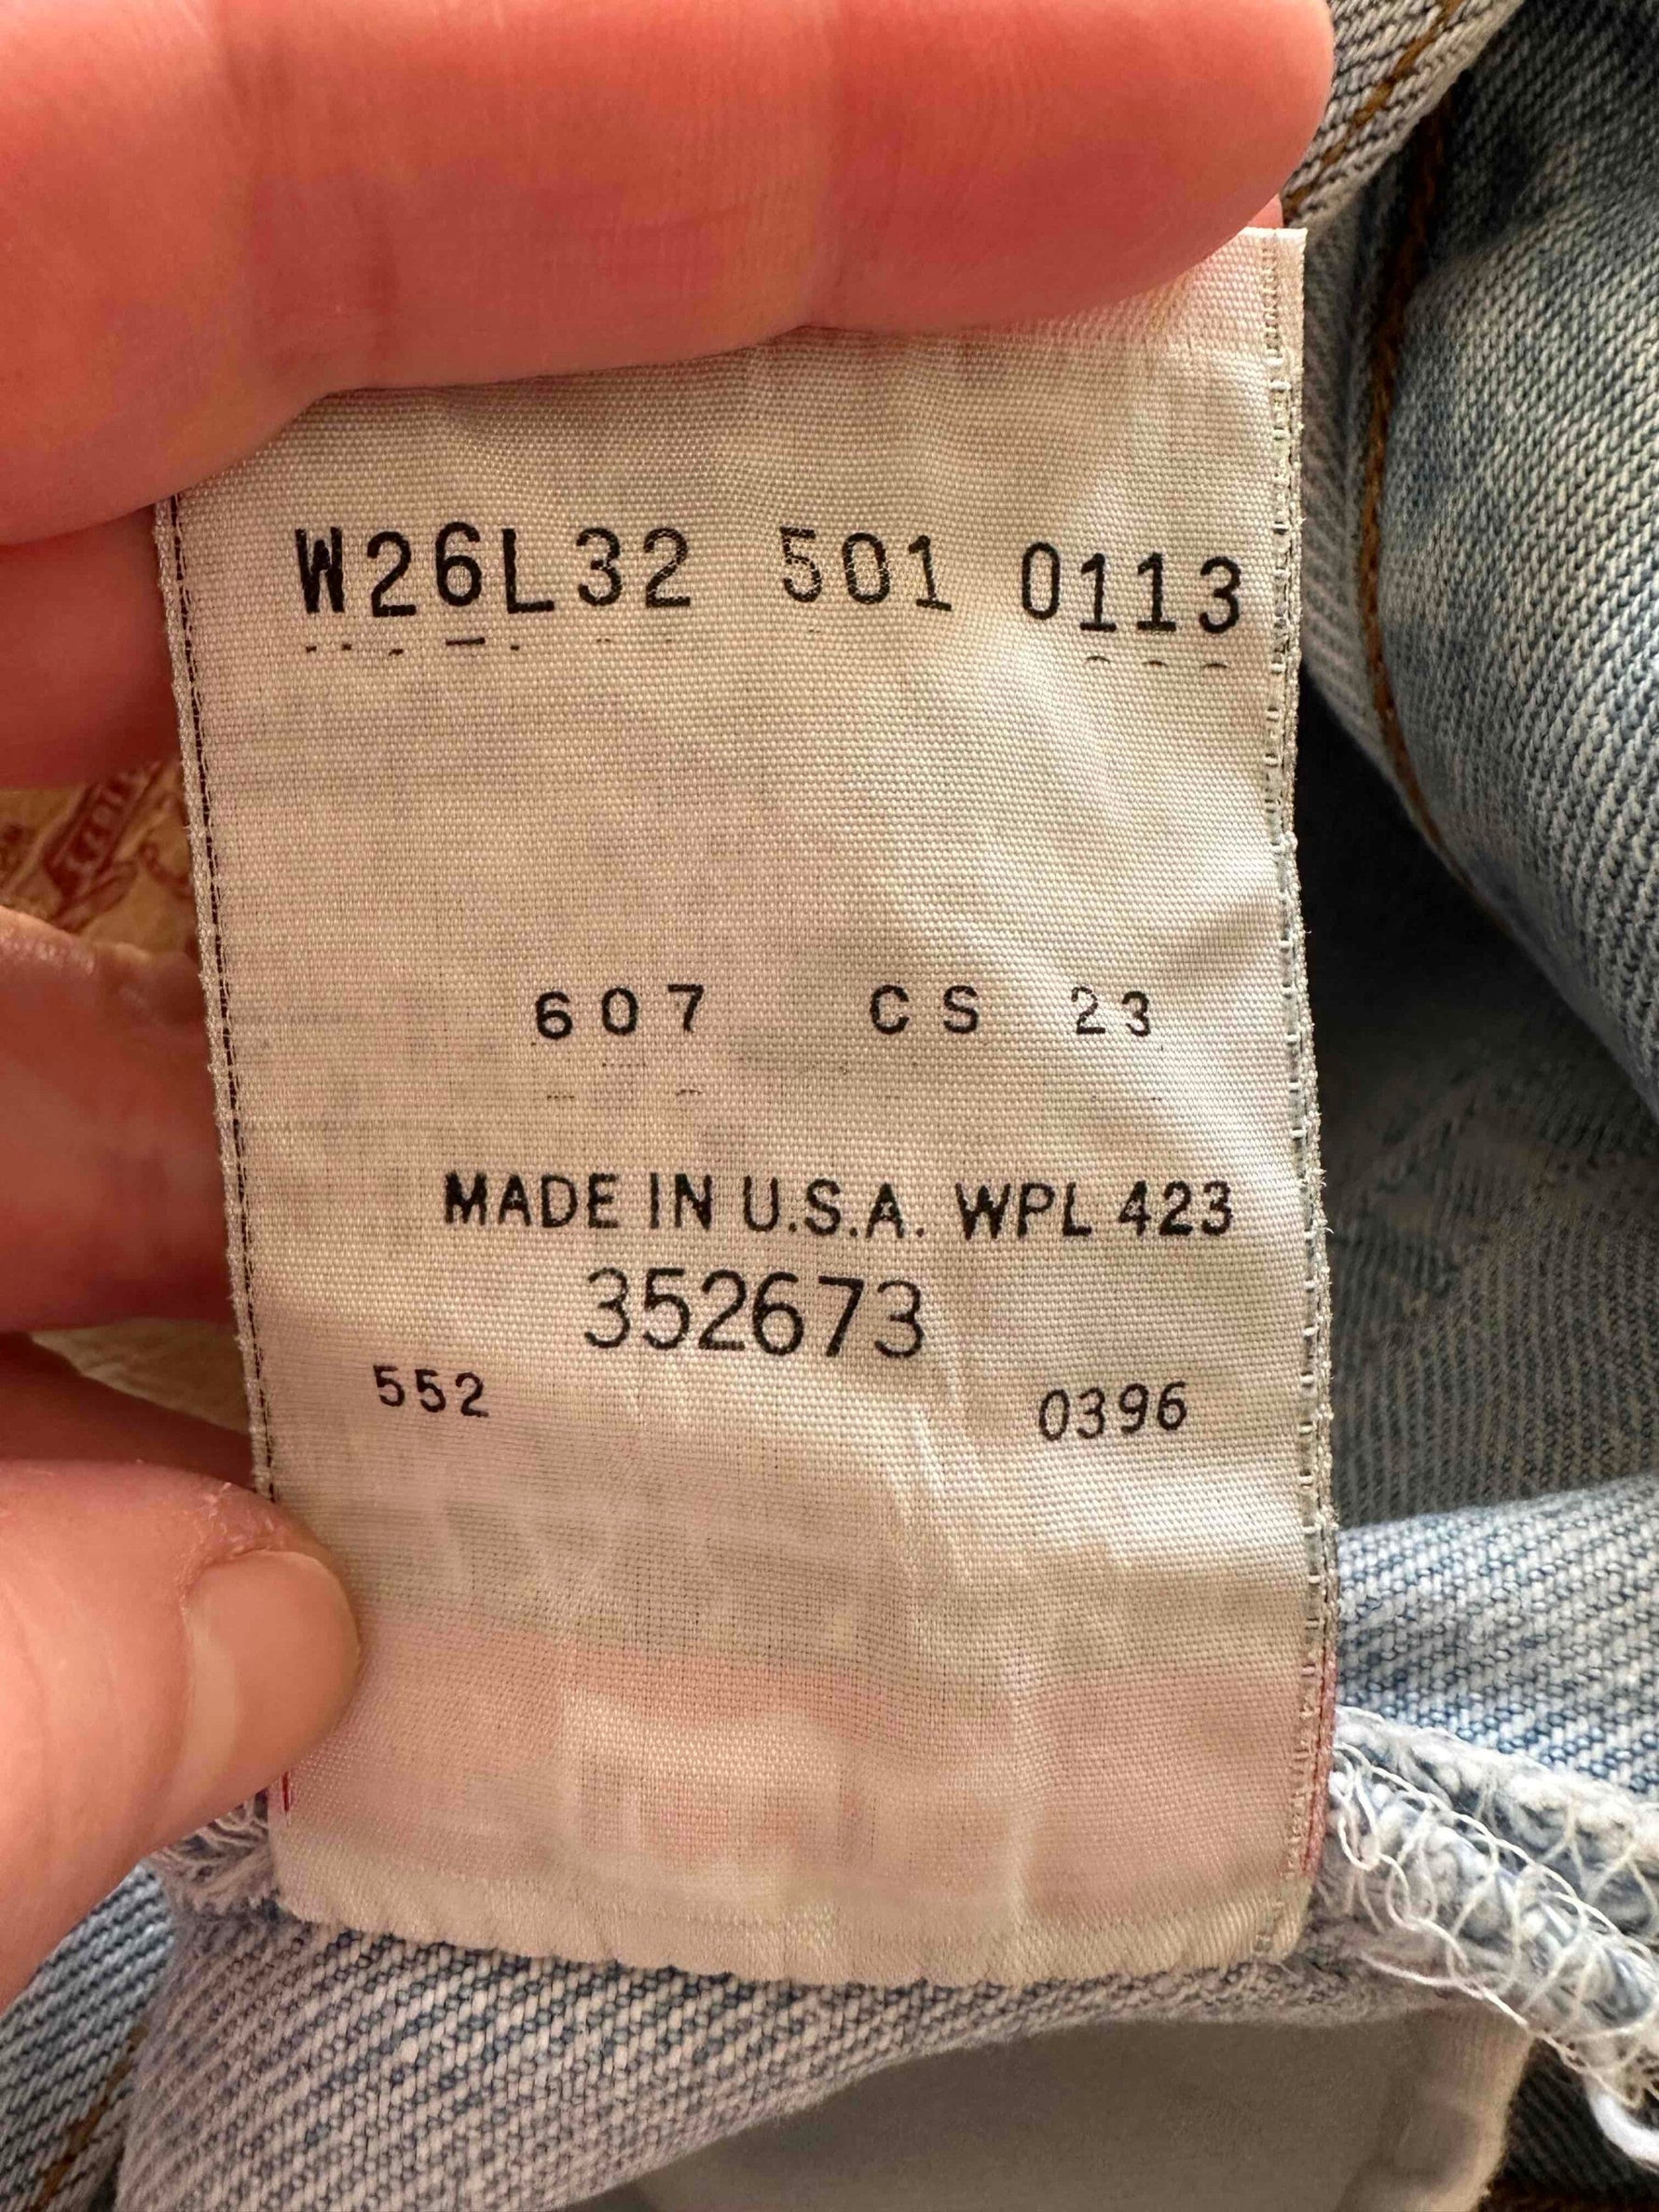 W26L32 501 0113
607 CS 23
MADE IN U.S.A. WPL 423
352673
552 0396